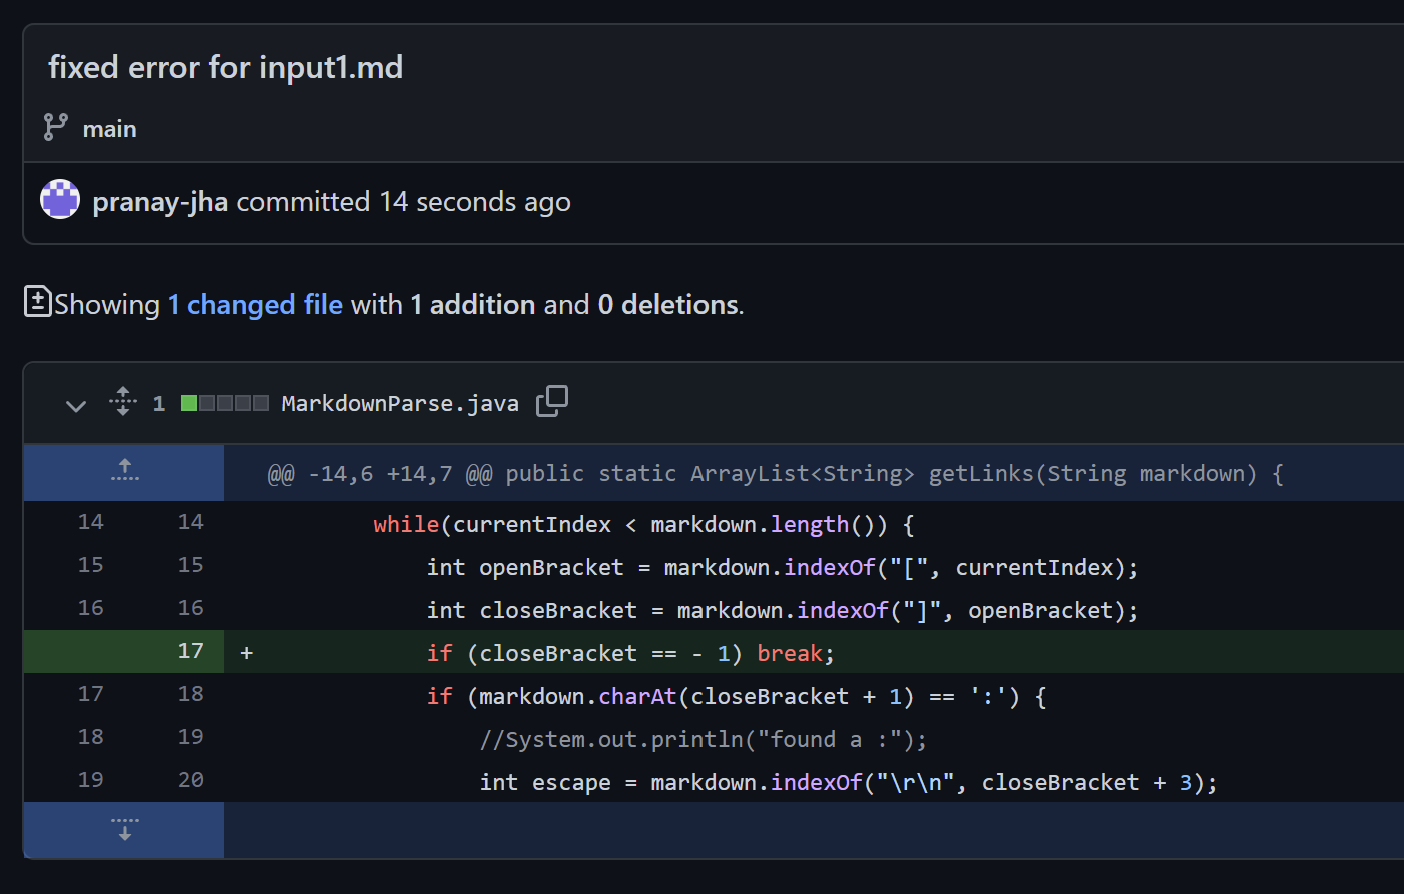 fixed error for input1.md
main
pranay-jha committed 14 seconds ago
Showing 1 changed file with 1 addition and 0 deletions.
1 MarkdownParse.java
@@ -14,6 +14,7 @@ public static ArrayList<String> getLinks(String markdown) {
14 14 while(currentIndex < markdown.length()) {
15 15 int openBracket = markdown.indexOf("[", currentIndex);
16 16 int closeBracket = markdown.indexOf("]", openBracket);
17 + if (closeBracket == - 1) break;
17 18 if (markdown.charAt(closeBracket + 1) == ':') {
18 19 //System.out.println("found a :");
19 20 int escape = markdown.indexOf("\r\n", closeBracket + 3);